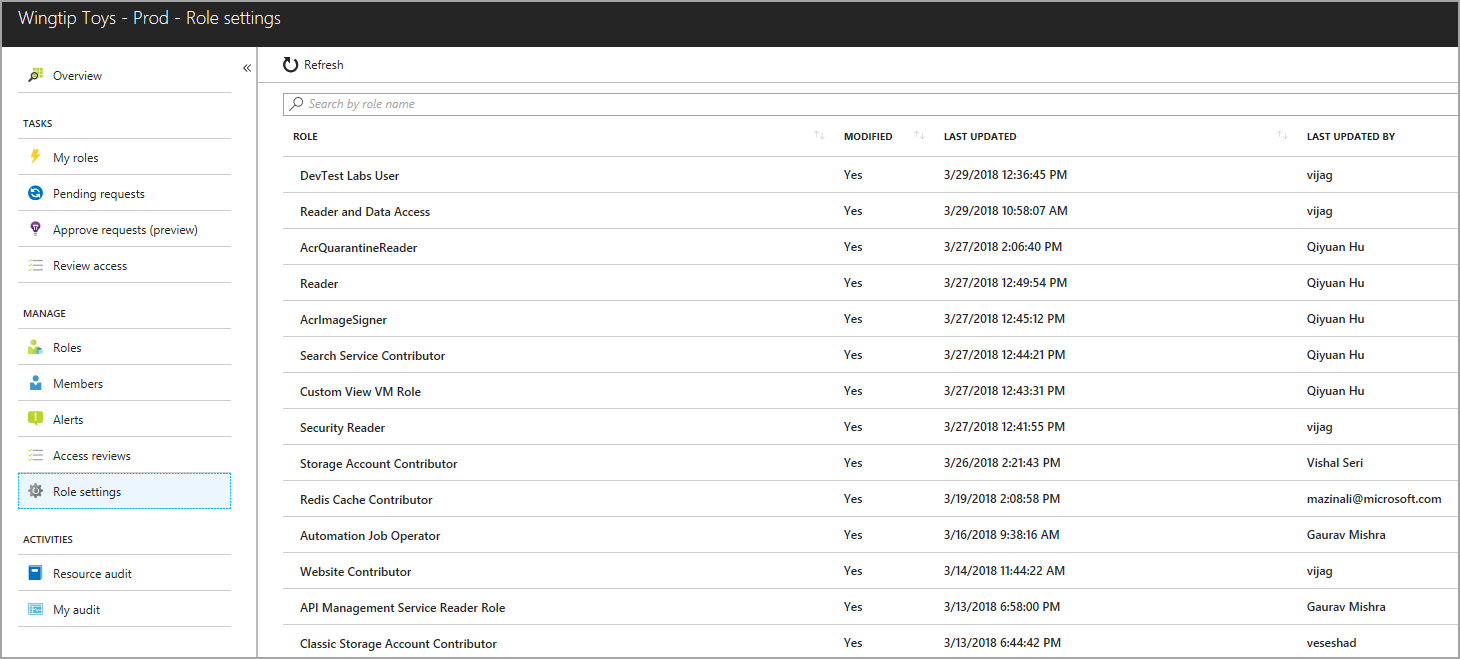 Wingtip Toys - Prod - Role settings
Overview
TASKS
My roles
Pending requests
Approve requests (preview)
Review access
MANAGE
Roles
Members
Alerts
Access reviews
Role settings
ACTIVITIES
Resource audit
My audit
Refresh
Search by role name
ROLE MODIFIED LAST UPDATED LAST UPDATED BY
DevTest Labs User Yes 3/29/2018 12:36:45 PM vijag
Reader and Data Access Yes 3/29/2018 10:58:07 AM vijag
AcrQuarantineReader Yes 3/27/2018 2:06:40 PM Qiyuan Hu
Reader Yes 3/27/2018 12:49:54 PM Qiyuan Hu
AcrImageSigner Yes 3/27/2018 12:45:12 PM Qiyuan Hu
Search Service Contributor Yes 3/27/2018 12:44:21 PM Qiyuan Hu
Custom View VM Role Yes 3/27/2018 12:43:31 PM Qiyuan Hu
Security Reader Yes 3/27/2018 12:41:55 PM vijag
Storage Account Contributor Yes 3/26/2018 2:21:43 PM Vishal Seri
Redis Cache Contributor Yes 3/19/2018 2:08:58 PM mazinali@microsoft.com
Automation Job Operator Yes 3/16/2018 9:38:16 AM Gaurav Mishra
Website Contributor Yes 3/14/2018 11:44:22 AM vijag
API Management Service Reader Role Yes 3/13/2018 6:58:00 PM Gaurav Mishra
Classic Storage Account Contributor Yes 3/13/2018 6:44:42 PM veseshad